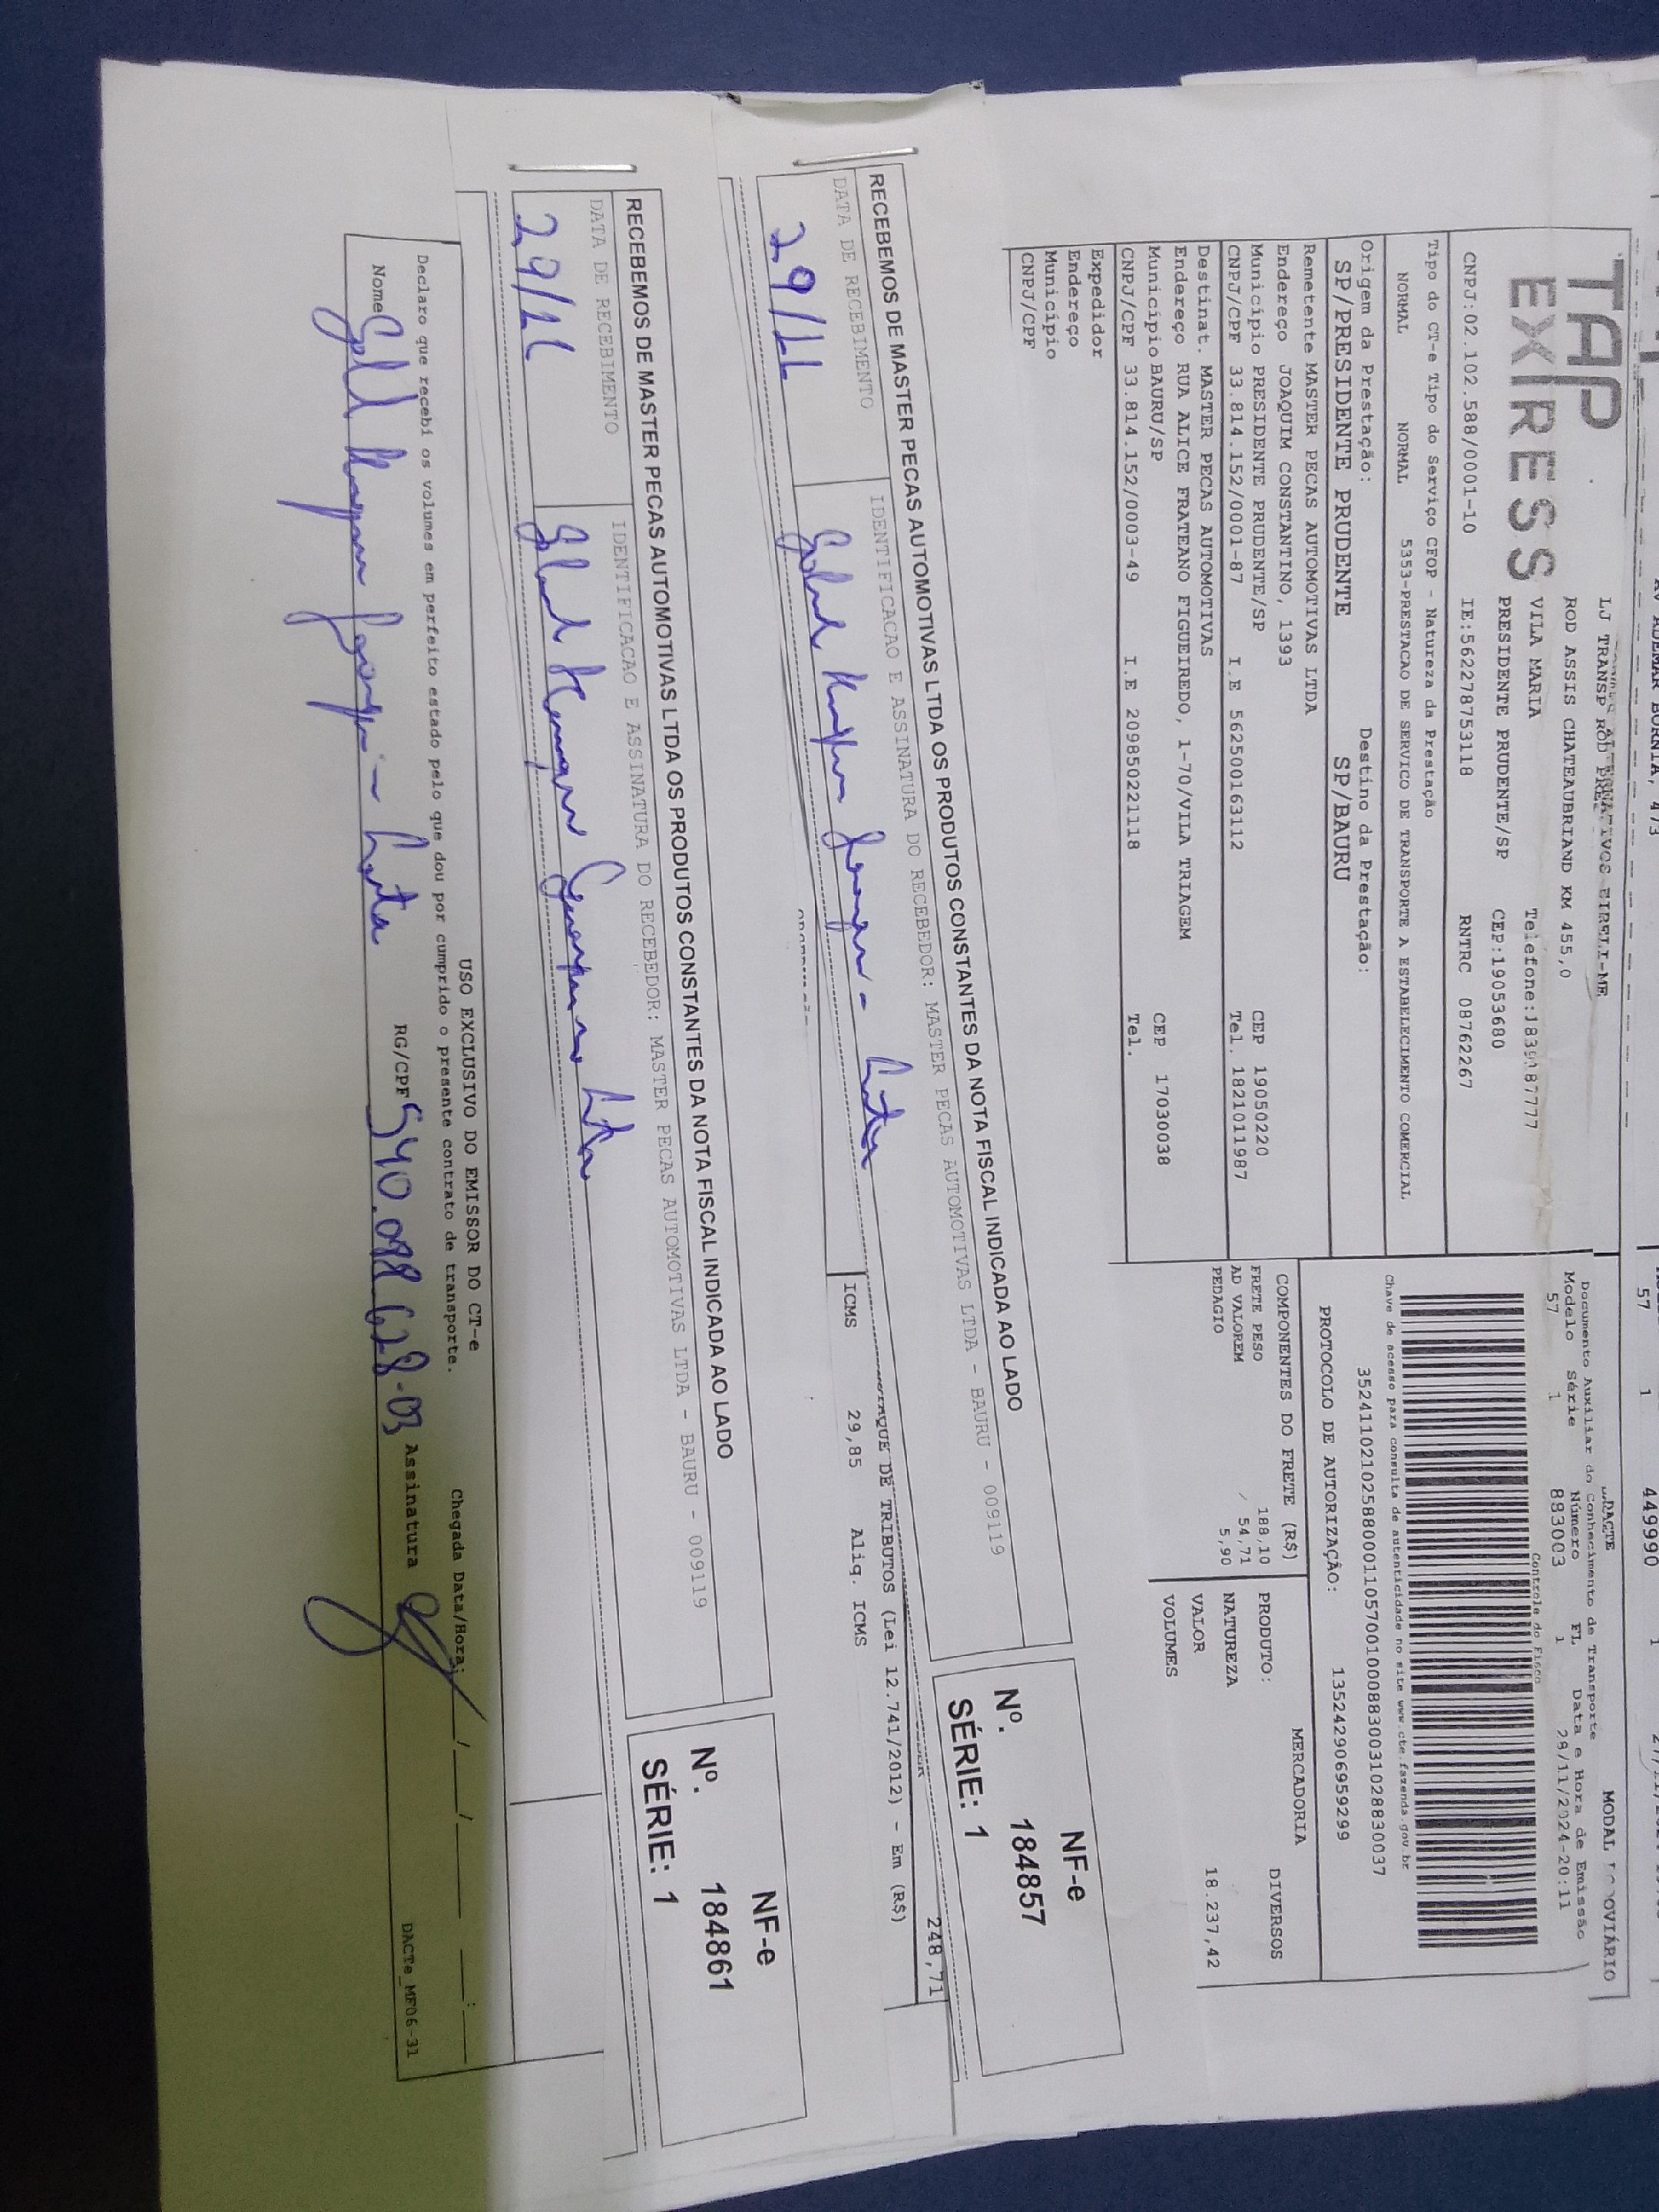 57 1 449990 1
TAP
EXPRESS
ROD ASSIS CHATEAUBRIAND KM 455,0
VILA MARIA Telefone:
PRESIDENTE PRUDENTE/SP CEP:19053680
CNPJ:02.102.588/0001-10 IE:562278753118 RNTRC 08762267
DACTE
Documento Auxiliar do Conhecimento de Transporte
MODAL
Modelo Série Número FL Data e Hora de Emissão
57 1 883003 1 28/11/2024-20:11
Controle do Fisco
Chave de acesso para consulta de autenticidade no site www.cte.fazenda.gov.br
35241102102588000110570010008830031028830037
PROTOCOLO DE AUTORIZAÇÃO: 135242906959299
Tipo do CT-e Tipo do Serviço CFOP - Natureza da Prestação
NORMAL NORMAL 5353-PRESTACAO DE SERVICO DE TRANSPORTE A ESTABELECIMENTO COMERCIAL
Origem da Prestação: Destino da Prestação:
SP/PRESIDENTE PRUDENTE SP/BAURU
Remetente MASTER PECAS AUTOMOTIVAS LTDA
Endereço JOAQUIM CONSTANTINO, 1393
Município PRESIDENTE PRUDENTE/SP CEP 19050220
CNPJ/CPF 33.814.152/0001-87 I.E 562500163112 Tel. 1821011987
Destinat. MASTER PECAS AUTOMOTIVAS
Endereço RUA ALICE FRATEANO FIGUEIREDO, 1-70/VILA TRIAGEM
Município BAURU/SP CEP 17030038
CNPJ/CPF 33.814.152/0003-49 I.E 209850221118 Tel.
Expedidor
Endereço
Município
CNPJ/CPF
COMPONENTES DO FRETE (R$)
FRETE PESO 188,10
AD VALOREM 54,71
PEDAGIO 5,90
MERCADORIA
PRODUTO: DIVERSOS
NATUREZA
VALOR 18.237,42
VOLUMES
RECEBEMOS DE MASTER PECAS AUTOMOTIVAS LTDA OS PRODUTOS CONSTANTES DA NOTA FISCAL INDICADA AO LADO
DATA DE RECEBIMENTO IDENTIFICACAO E ASSINATURA DO RECEBEDOR: MASTER PECAS AUTOMOTIVAS LTDA - BAURU - 009119
29/11
NF-e
Nº. 184857
SÉRIE: 1
248,71
DE TRIBUTOS (Lei 12.741/2012) - Em (R$)
ICMS 29,85 Aliq. ICMS
RECEBEMOS DE MASTER PECAS AUTOMOTIVAS LTDA OS PRODUTOS CONSTANTES DA NOTA FISCAL INDICADA AO LADO
DATA DE RECEBIMENTO IDENTIFICACAO E ASSINATURA DO RECEBEDOR: MASTER PECAS AUTOMOTIVAS LTDA - BAURU - 009119
29/11
NF-e
Nº. 184861
SÉRIE: 1
USO EXCLUSIVO DO EMISSOR DO CT-e
Declaro que recebi os volumes em perfeito estado pelo que dou por cumprido o presente contrato de transporte. Chegada Data/Hora: __/__/____ __:__
Nome RG/CPF 540.098 628-03 Assinatura
DACTe_MF06-31